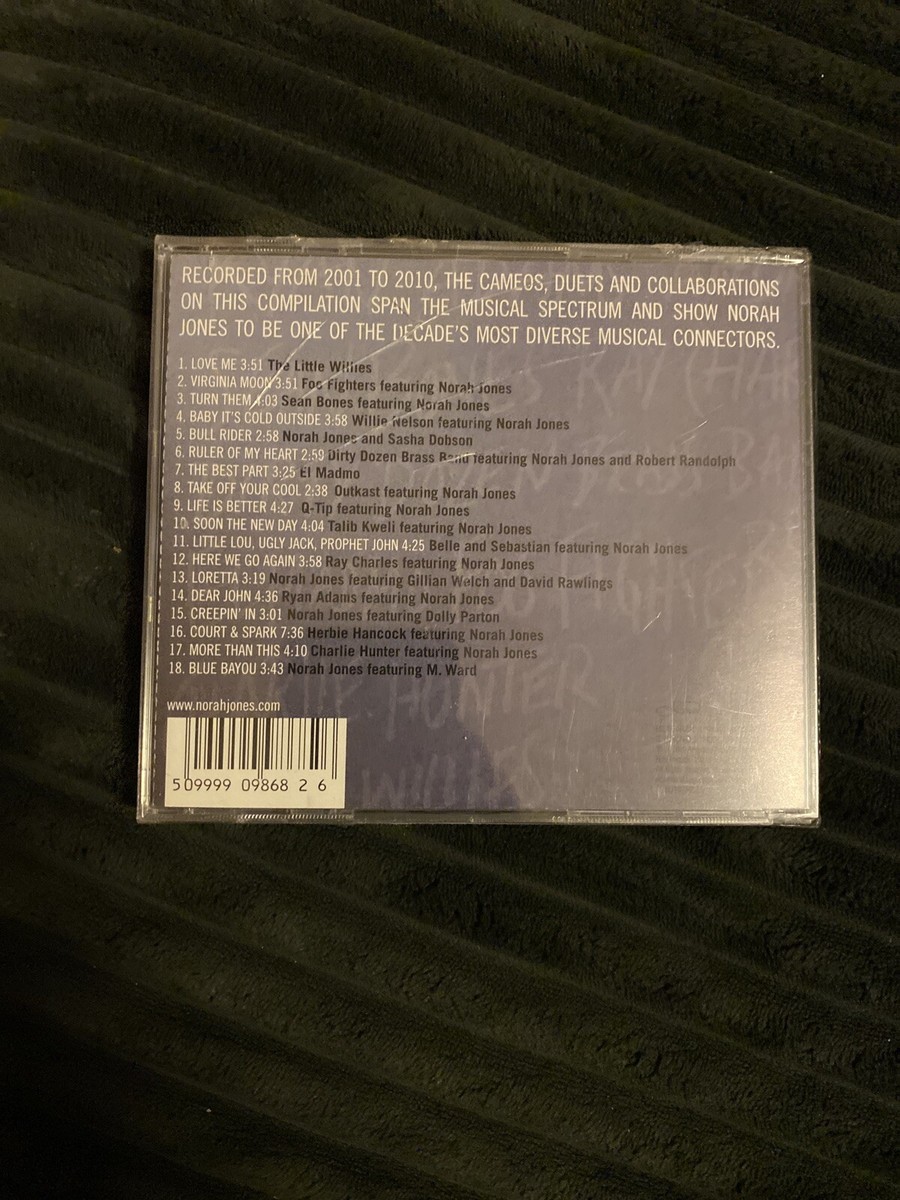 RECORDED FROM 2001 TO 2010, THE CAMEOS, DUETS AND COLLABORATIONS
ON THIS COMPILATION SPAN THE MUSICAL SPECTRUM AND SHOW NORAH
JONES TO BE ONE OF THE DECADE'S MOST DIVERSE MUSICAL CONNECTORS.
1. LOVE ME 3:51 The Little Willies
2. VIRGINIA MOON 3:51 Foo Fighters featuring Norah Jones
3. TURN THEM 4:03 Sean Bones featuring Norah Jones
4. BABY IT'S COLD OUTSIDE 3:58 Willie Nelson featuring Norah Jones
5. BULL RIDER 2:58 Norah Jones and Sasha Dobson
6. RULER OF MY HEART 2:59 Dirty Dozen Brass Band featuring Norah Jones and Robert Randolph
7. THE BEST PART 3:25 El Madmo
8. TAKE OFF YOUR COOL 2:38 Outkast featuring Norah Jones
9. LIFE IS BETTER 4:27 Q-Tip featuring Norah Jones
10. SOON THE NEW DAY 4:04 Talib Kweli featuring Norah Jones
11. LITTLE LOU, UGLY JACK, PROPHET JOHN 4:25 Belle and Sebastian featuring Norah Jones
12. HERE WE GO AGAIN 3:58 Ray Charles featuring Norah Jones
13. LORETTA 3:19 Norah Jones featuring Gillian Welch and David Rawlings
14. DEAR JOHN 4:36 Ryan Adams featuring Norah Jones
15. CREEPIN' IN 3:01 Norah Jones featuring Dolly Parton
16. COURT & SPARK 7:36 Herbie Hancock featuring Norah Jones
17. MORE THAN THIS 4:10 Charlie Hunter featuring Norah Jones
18. BLUE BAYOU 3:43 Norah Jones featuring M. Ward
www.norahjones.com
HUNTER
WILLIES
5 09999 09868 2 6